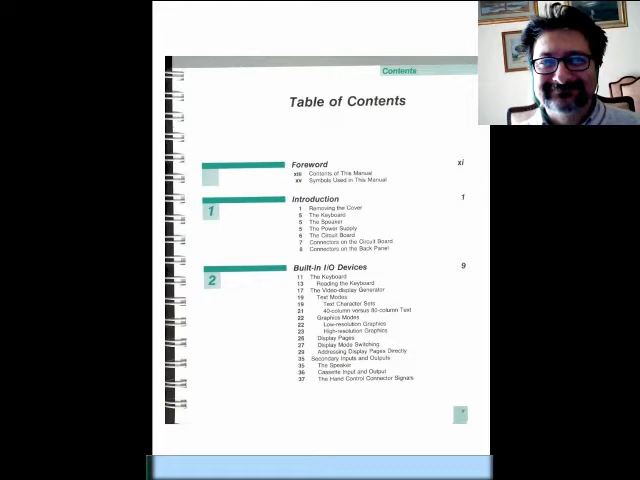 Contents
Table of Contents
Foreword xi
xiii Contents of This Manual
xv Symbols Used in This Manual
1 Introduction 1
1 Removing the Cover
5 The Keyboard
5 The Speaker
5 The Power Supply
6 The Circuit Board
7 Connectors on the Circuit Board
8 Connectors on the Back Panel
2 Built-in I/O Devices 9
11 The Keyboard
13 Reading the Keyboard
17 The Video-display Generator
19 Text Modes
19 Text Character Sets
21 40-column versus 80-column Text
22 Graphics Modes
22 Low-resolution Graphics
23 High-resolution Graphics
26 Display Pages
27 Display Mode Switching
29 Addressing Display Pages Directly
35 Secondary Inputs and Outputs
35 The Speaker
36 Cassette Input and Output
37 The Hand Control Connector Signals